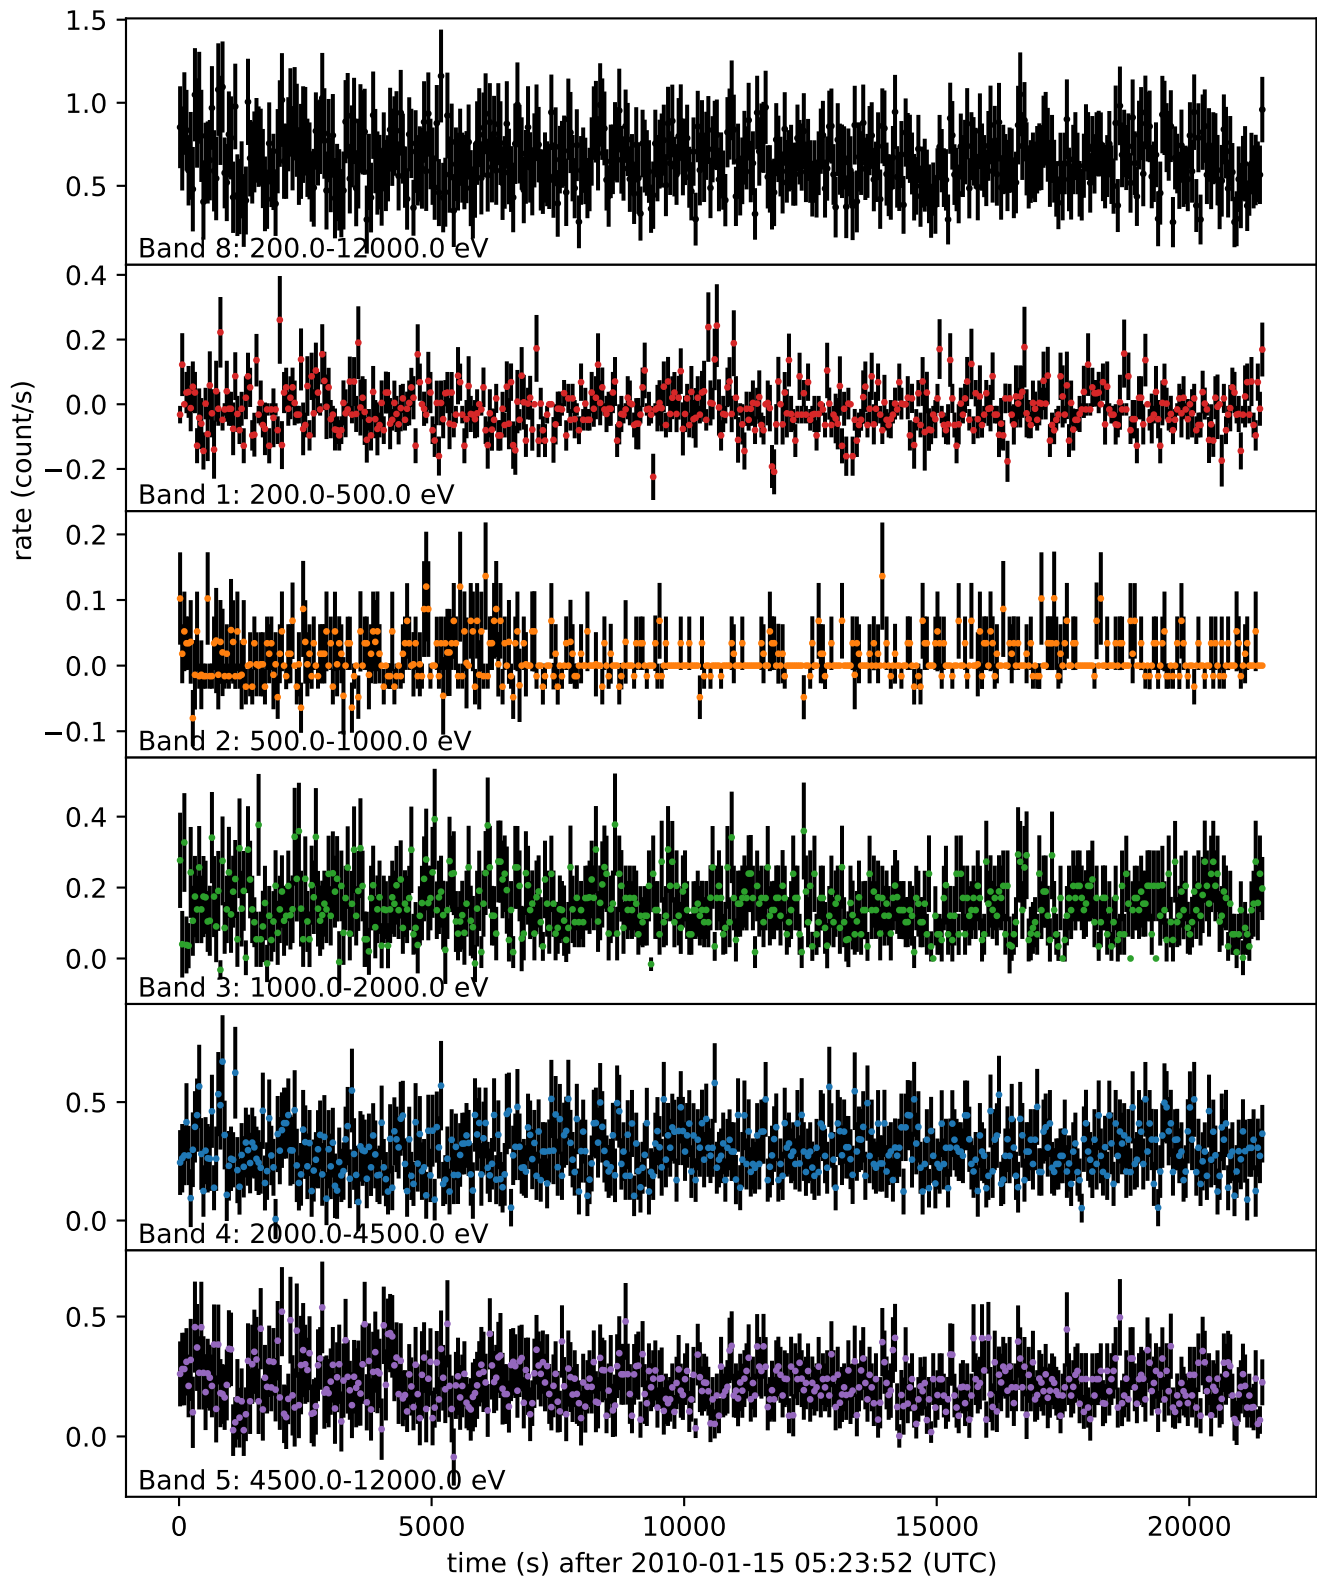 1.5
1.0
0.5
Band 8: 200.0-12000.0 eV
0.4
0.2
0.0
−0.2
Band 1: 200.0-500.0 eV
rate (count/s)
0.2
0.1
0.0
−0.1
Band 2: 500.0-1000.0 eV
0.4
0.2
0.0
Band 3: 1000.0-2000.0 eV
0.5
0.0
Band 4: 2000.0-4500.0 eV
0.5
0.0
Band 5: 4500.0-12000.0 eV
0 5000 10000 15000 20000
time (s) after 2010-01-15 05:23:52 (UTC)